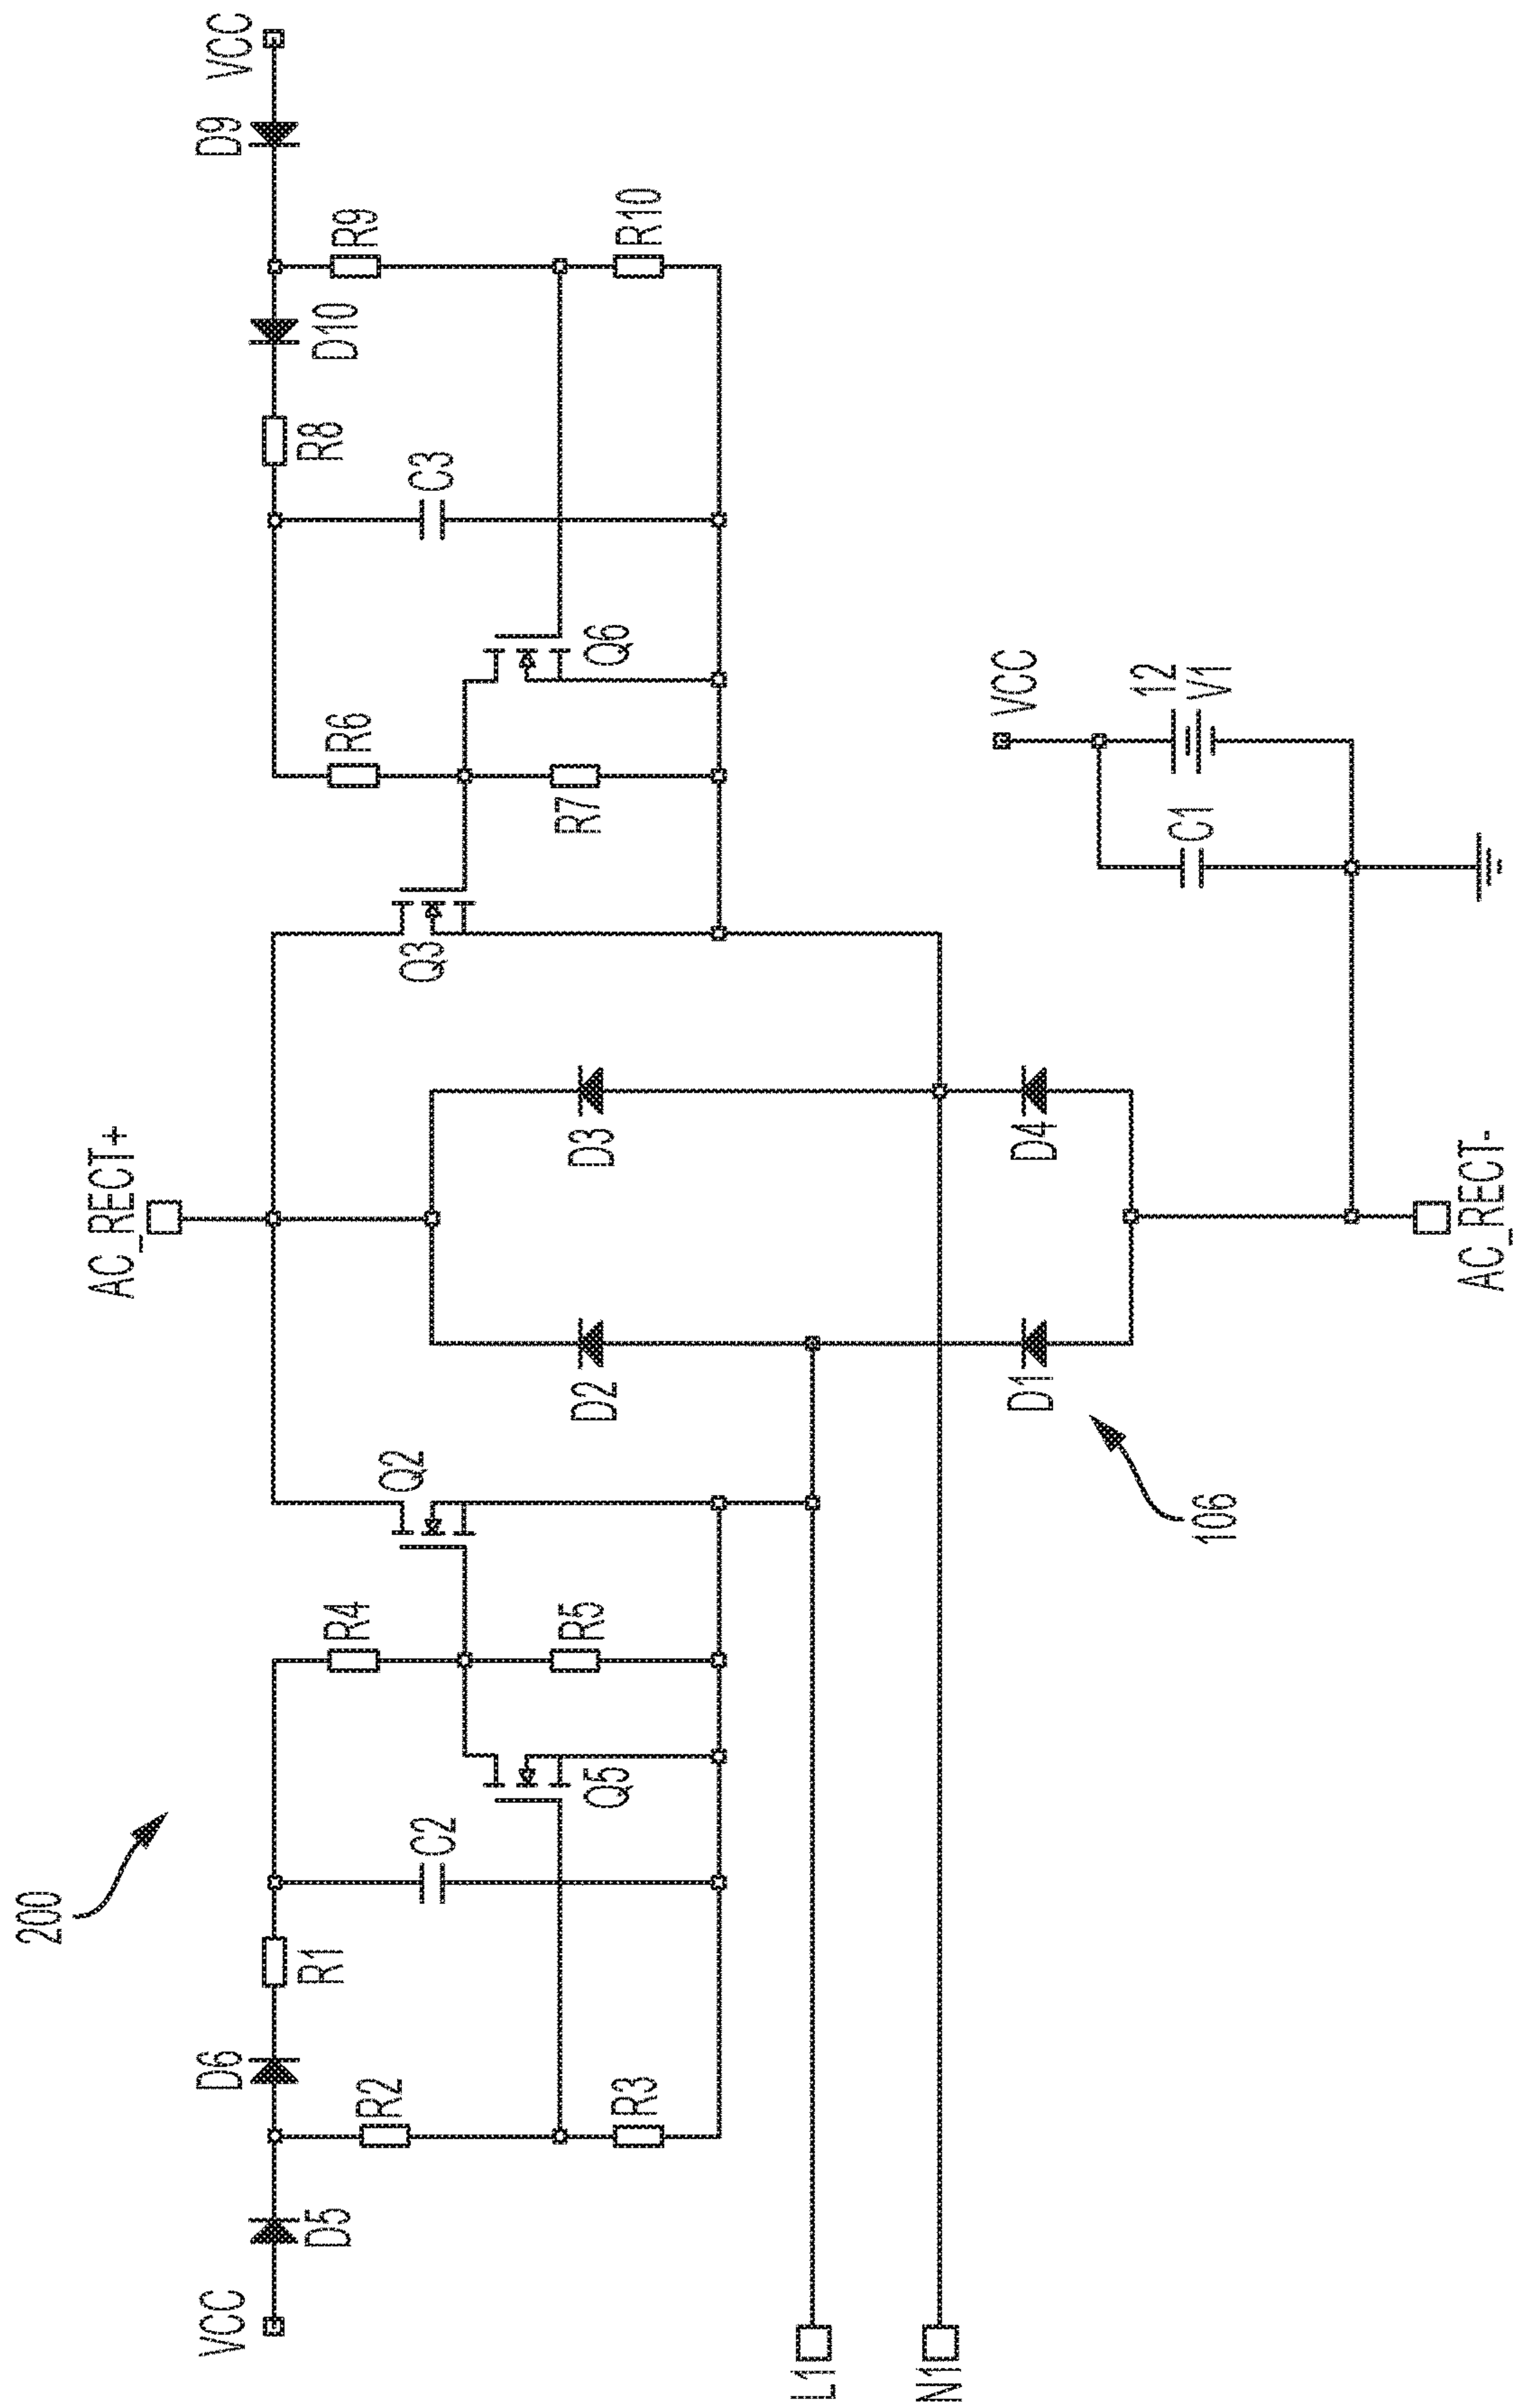 200
VCC
D5
D6
R2
R3
R1
C2
Q5
R4
R5
Q2
L1
N1
AC_RECT+
D2
D3
D1
D4
106
AC_RECT-
Q3
R6
R7
Q6
C3
R8
D10
R9
R10
D9
VCC
VCC
C1
12
V1